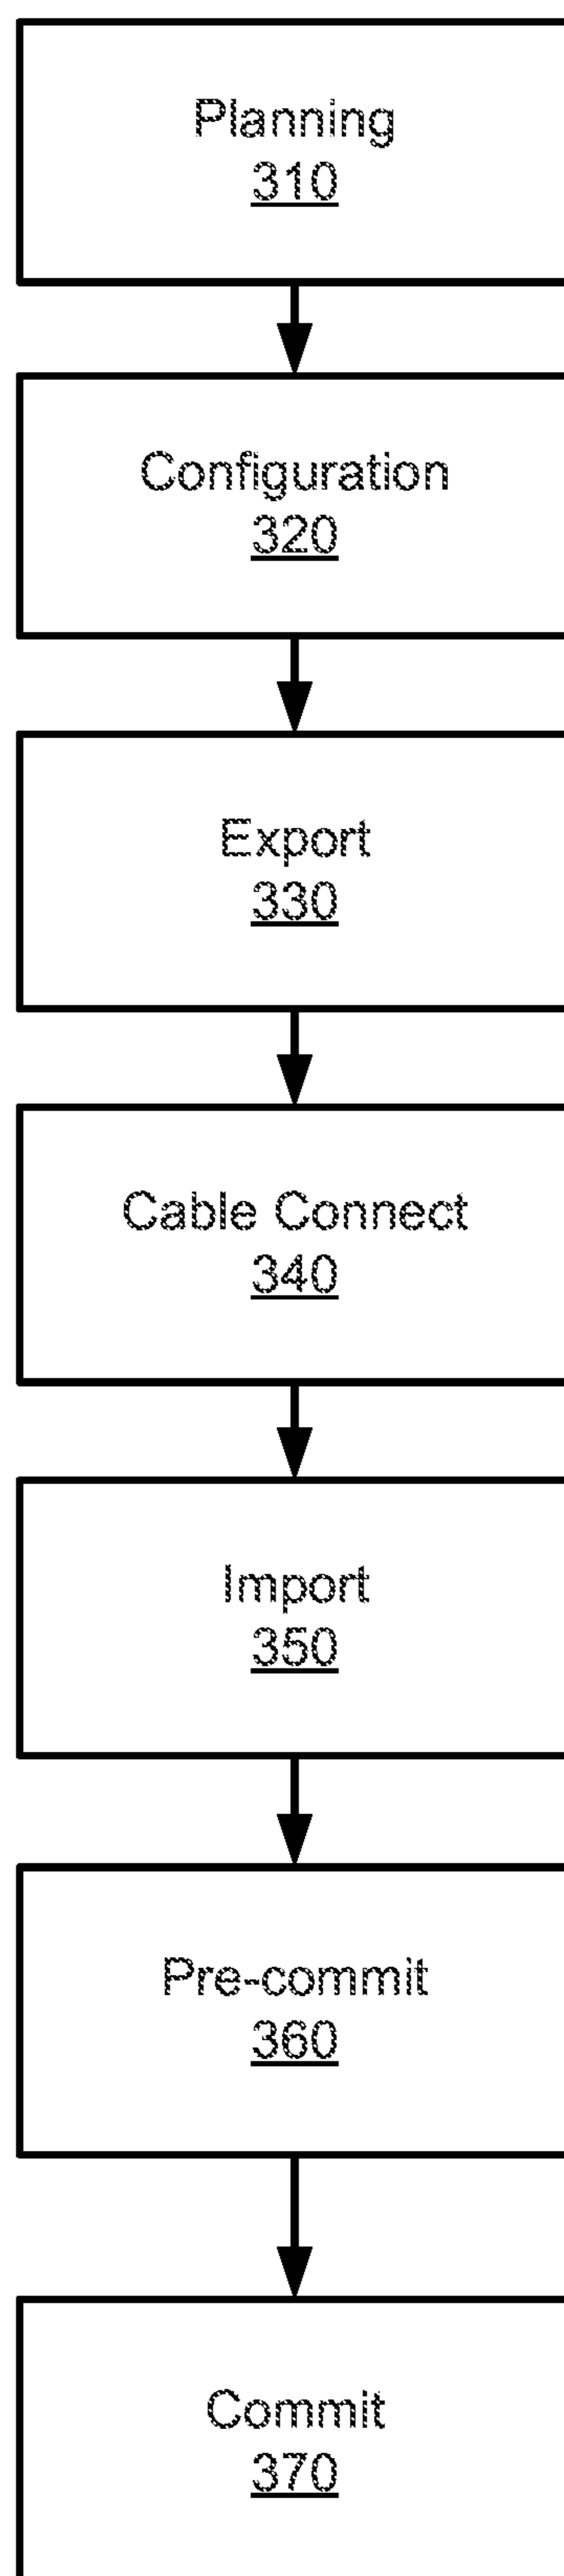 Planning
310
Configuration
320
Export
330
Cable Connect
340
Import
350
Pre-commit
360
Commit
370